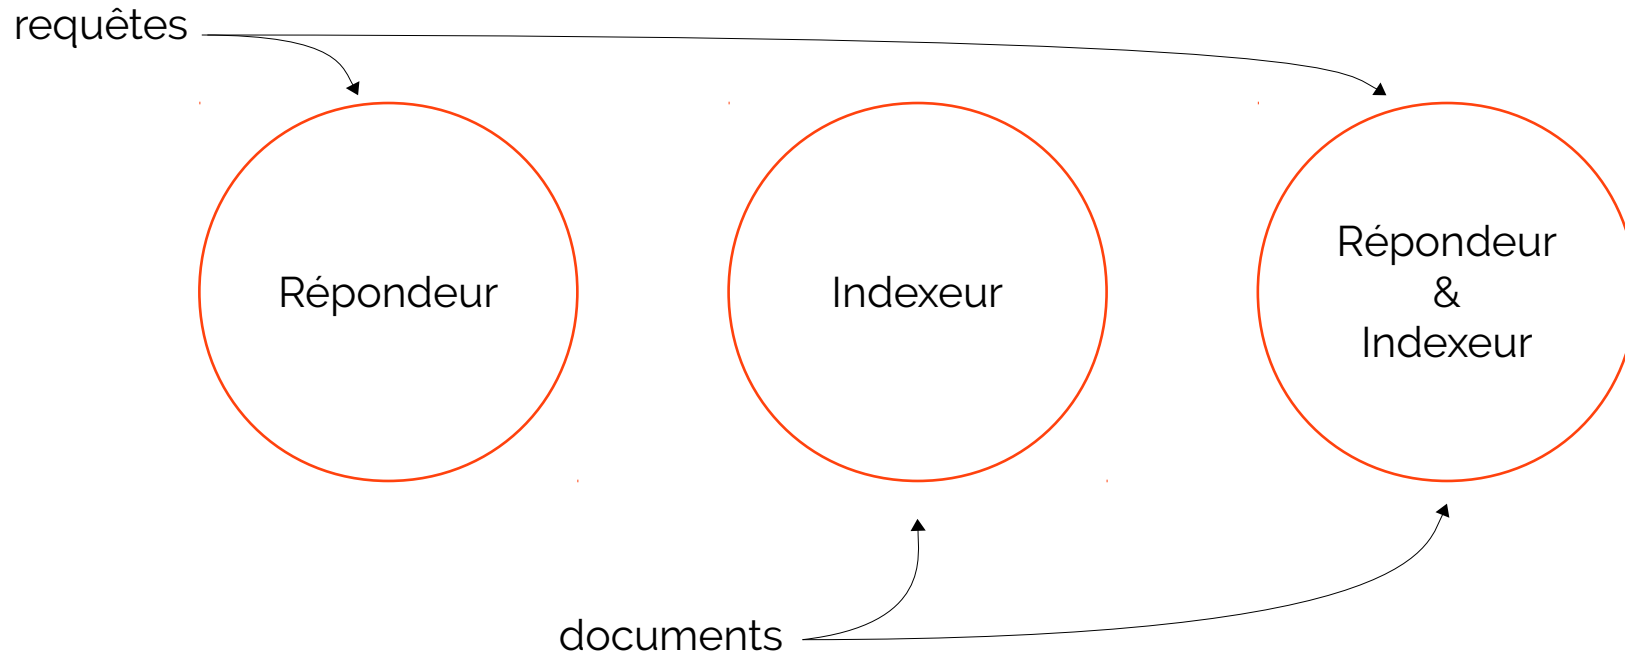 requêtes
Répondeur
Indexeur
Répondeur
&
Indexeur
documents